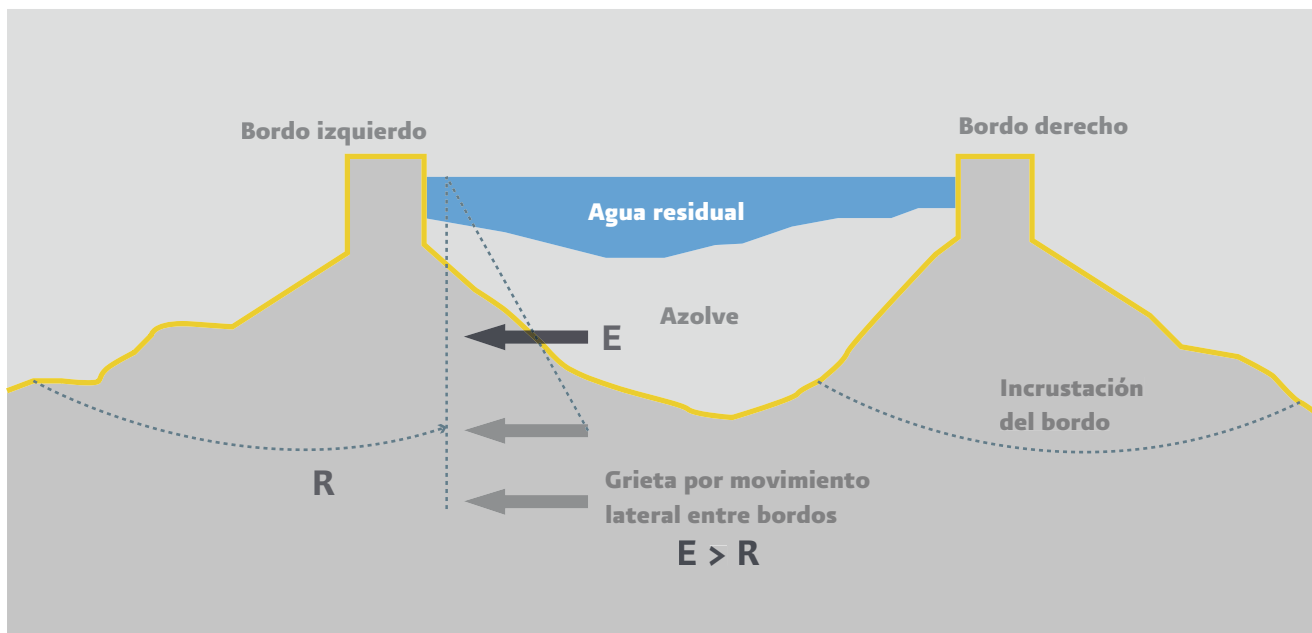 Bordo izquierdo
Bordo derecho
Agua residual
Azolve
E
Incrustación
del bordo
R
Grieta por movimiento
lateral entre bordos
E > R